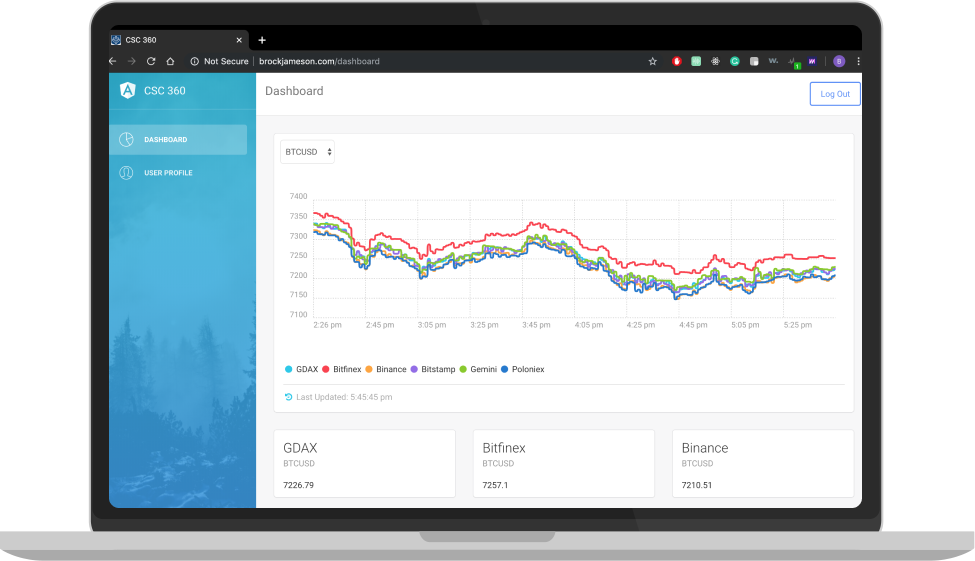 CSC 360
Not Secure | brockjameson.com/dashboard
CSC 360
Dashboard
Log Out
DASHBOARD
USER PROFILE
BTCUSD
7400
7350
7300
7250
7200
7150
7100
2:26 pm 2:45 pm 3:05 pm 3:25 pm 3:45 pm 4:05 pm 4:25 pm 4:45 pm 5:05 pm 5:25 pm
GDAX Bitfinex Binance Bitstamp Gemini Poloniex
Last Updated: 5:45:45 pm
GDAX Bitfinex Binance
BTCUSD BTCUSD BTCUSD
7226.79 7257.1 7210.51